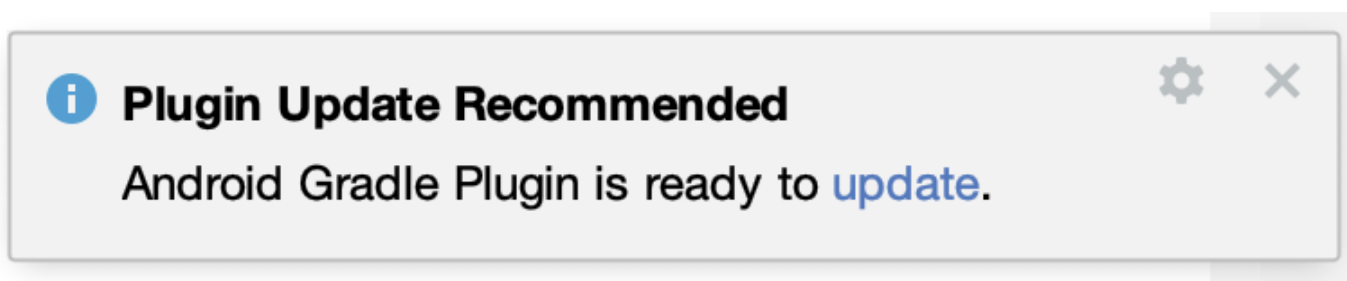 Plugin Update Recommended
Android Gradle Plugin is ready to update.